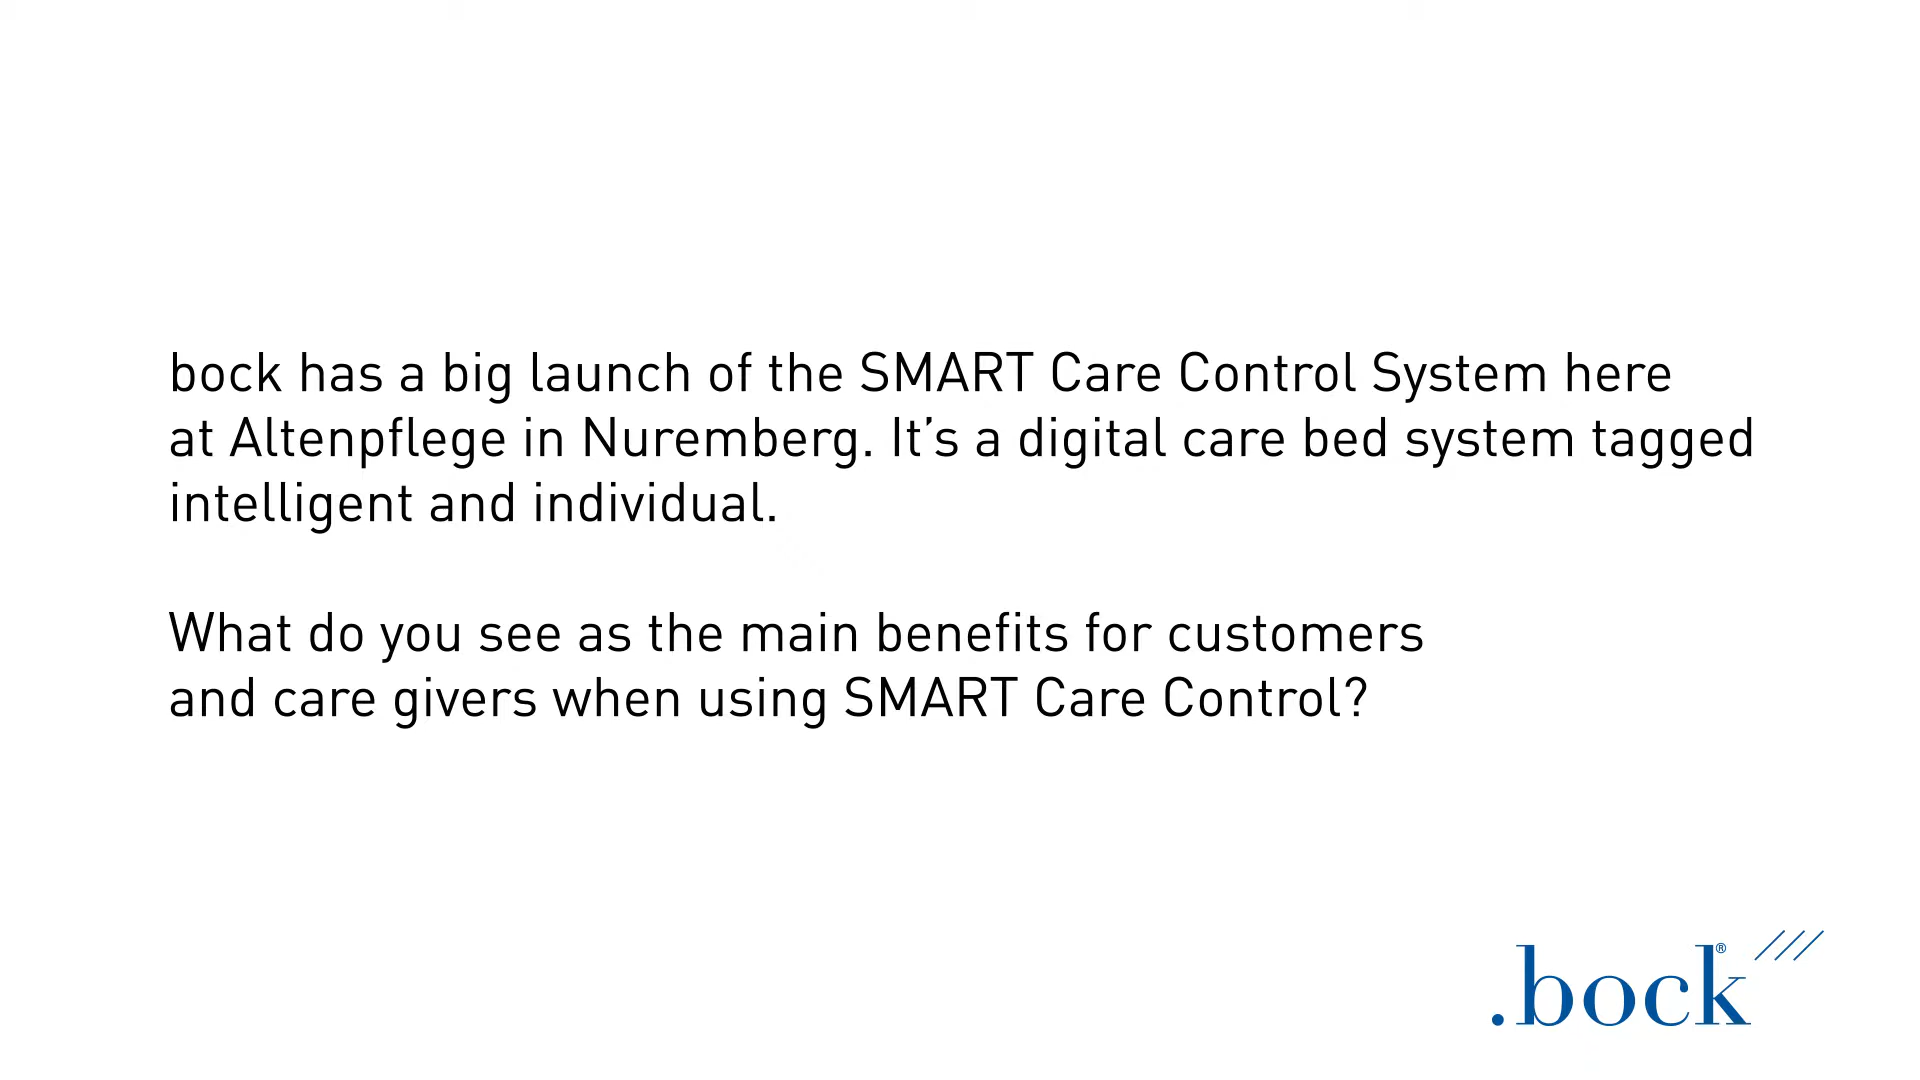 bock has a big launch of the SMART Care Control System here
at Altenpflege in Nuremberg. It’s a digital care bed system tagged
intelligent and individual.
What do you see as the main benefits for customers
and care givers when using SMART Care Control?
.bock®